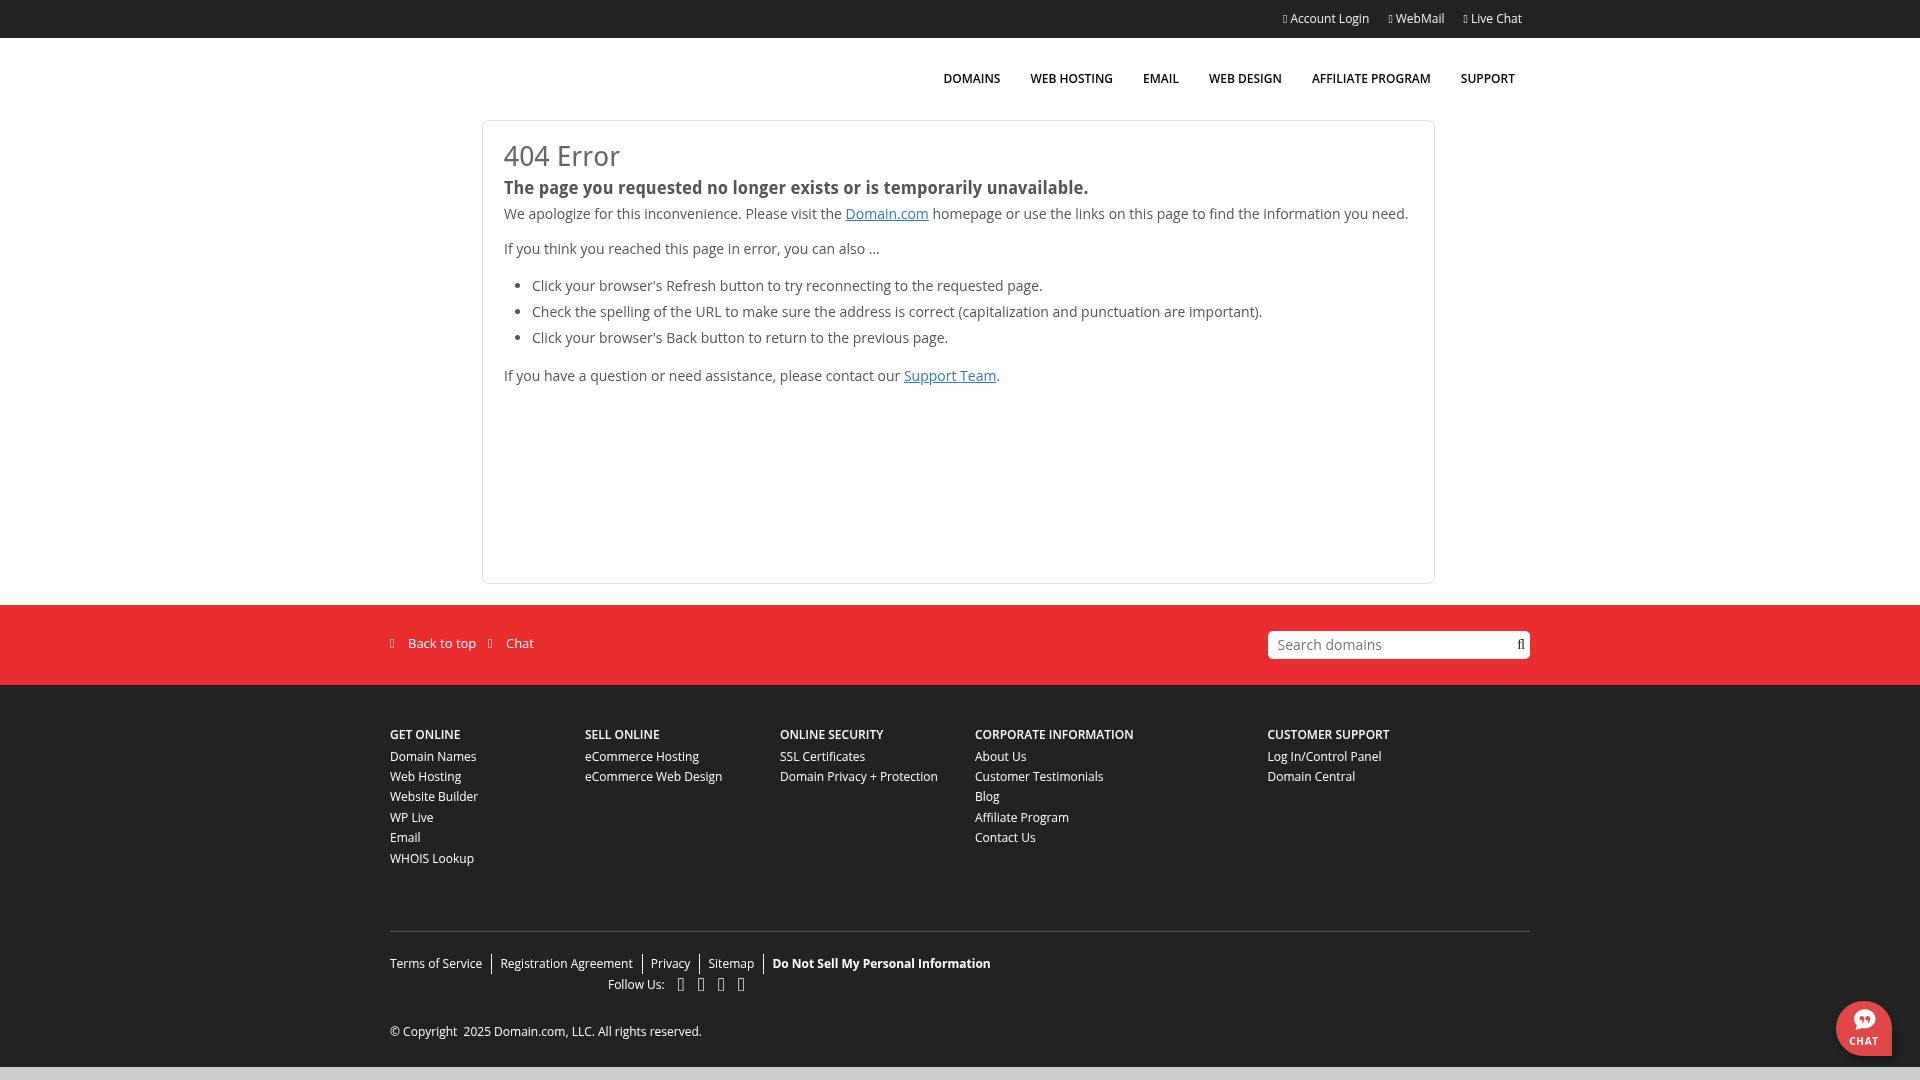 Account Login WebMail Live Chat
DOMAINS WEB HOSTING EMAIL WEB DESIGN AFFILIATE PROGRAM SUPPORT
404 Error
The page you requested no longer exists or is temporarily unavailable.
We apologize for this inconvenience. Please visit the Domain.com homepage or use the links on this page to find the information you need.
If you think you reached this page in error, you can also ...
• Click your browser's Refresh button to try reconnecting to the requested page.
• Check the spelling of the URL to make sure the address is correct (capitalization and punctuation are important).
• Click your browser's Back button to return to the previous page.
If you have a question or need assistance, please contact our Support Team.
Back to top Chat
Search domains
GET ONLINE
Domain Names
Web Hosting
Website Builder
WP Live
Email
WHOIS Lookup
SELL ONLINE
eCommerce Hosting
eCommerce Web Design
ONLINE SECURITY
SSL Certificates
Domain Privacy + Protection
CORPORATE INFORMATION
About Us
Customer Testimonials
Blog
Affiliate Program
Contact Us
CUSTOMER SUPPORT
Log In/Control Panel
Domain Central
Terms of Service Registration Agreement Privacy Sitemap Do Not Sell My Personal Information
Follow Us:
© Copyright 2025 Domain.com, LLC. All rights reserved.
CHAT